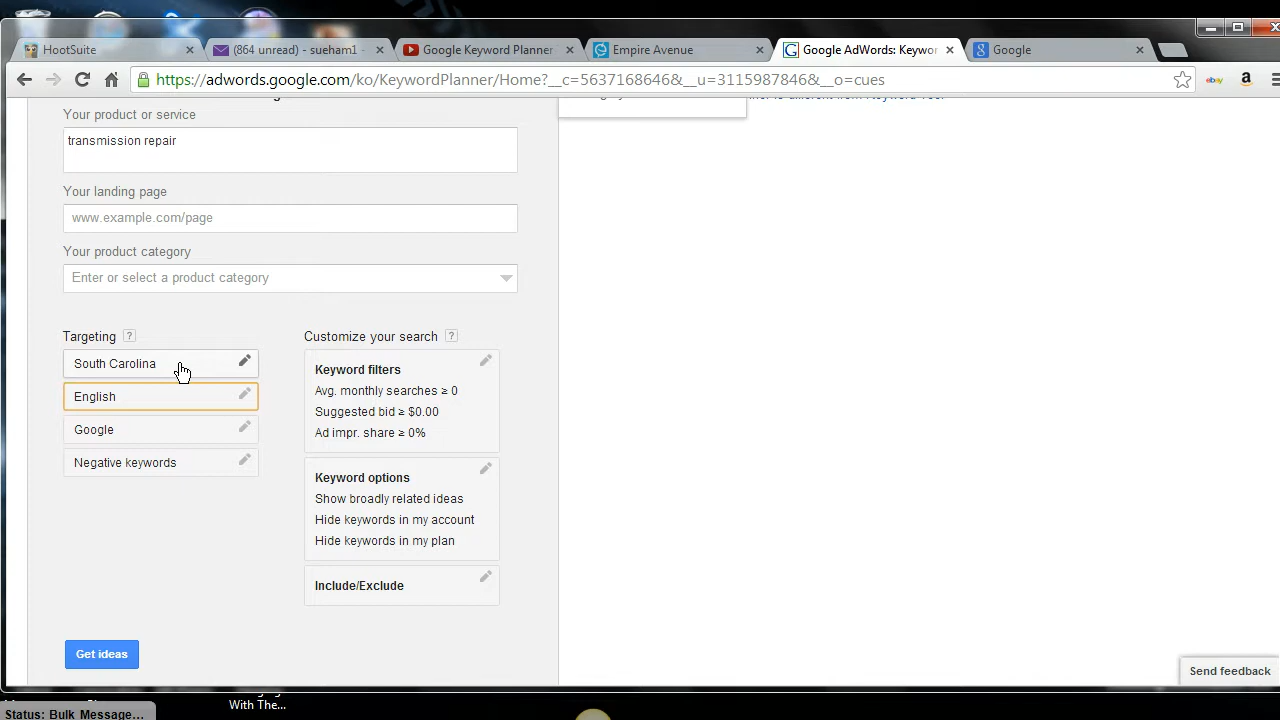 HootSuite
(864 unread) - sueham1 -
Google Keyword Planner
Empire Avenue
Google AdWords: Keywor
Google
https://adwords.google.com/ko/KeywordPlanner/Home?__c=5637168646&__u=3115987846&__o=cues
ebay
a
Your product or service
transmission repair
Your landing page
www.example.com/page
Your product category
Enter or select a product category
Targeting ?
South Carolina
English
Google
Negative keywords
Customize your search ?
Keyword filters
Avg. monthly searches ≥ 0
Suggested bid ≥ $0.00
Ad impr. share ≥ 0%
Keyword options
Show broadly related ideas
Hide keywords in my account
Hide keywords in my plan
Include/Exclude
Get ideas
Send feedback
With The...
Status: Bulk Message...